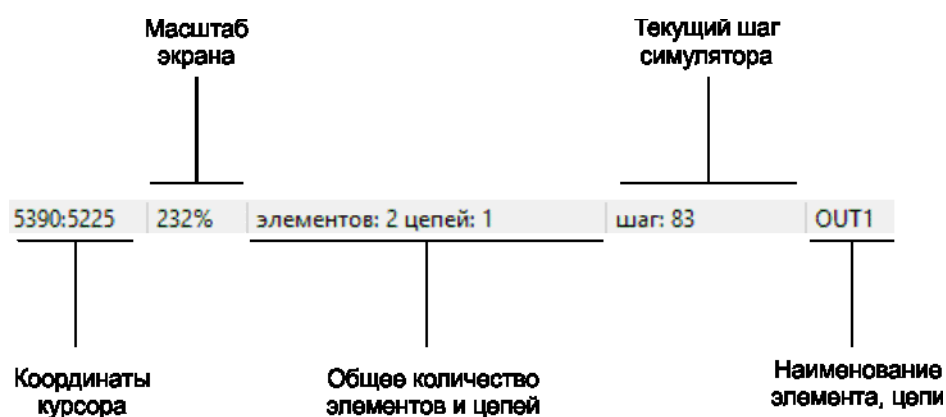 Масштаб
экрана
Текущий шаг
симулятора
5390:5225 232% элементов: 2 цепей: 1 шаг: 83 OUT1
Координаты
курсора
Общее количество
элементов и цепей
Наименование
элемента, цепи